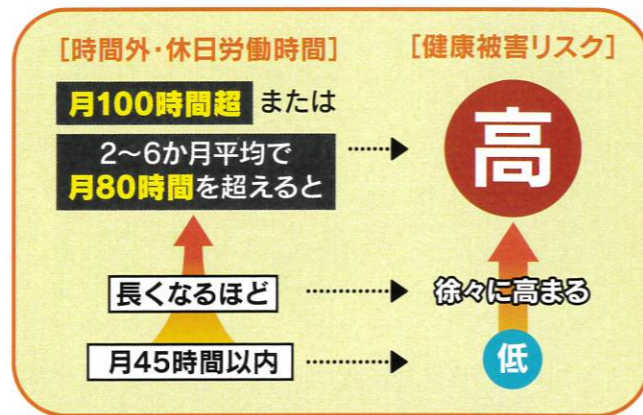 [時間外・休日労働時間]
[健康被害リスク]
月100時間超 または
2〜6か月平均で
月80時間を超えると
高
長くなるほど
徐々に高まる
月45時間以内
低